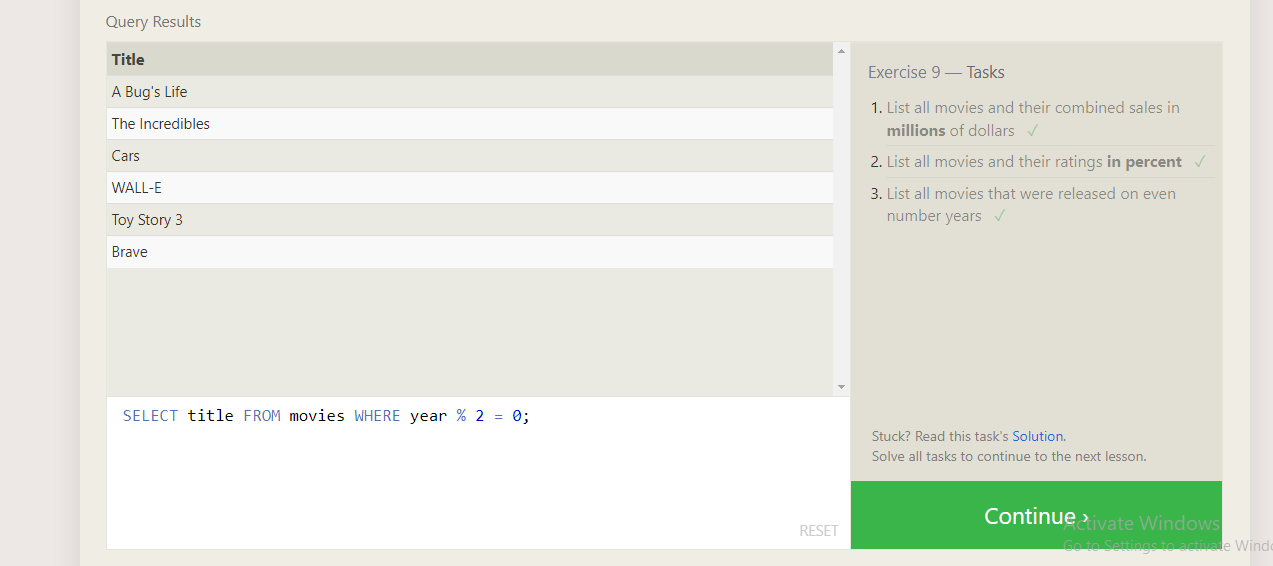 Query Results
Title
A Bug's Life
The Incredibles
Cars
WALL-E
Toy Story 3
Brave
SELECT title FROM movies WHERE year % 2 = 0;
RESET
Exercise 9 — Tasks
1. List all movies and their combined sales in
millions of dollars ✓
2. List all movies and their ratings in percent ✓
3. List all movies that were released on even
number years ✓
Stuck? Read this task's Solution.
Solve all tasks to continue to the next lesson.
Continue ›
Activate Windows
Go to Settings to activate Windo